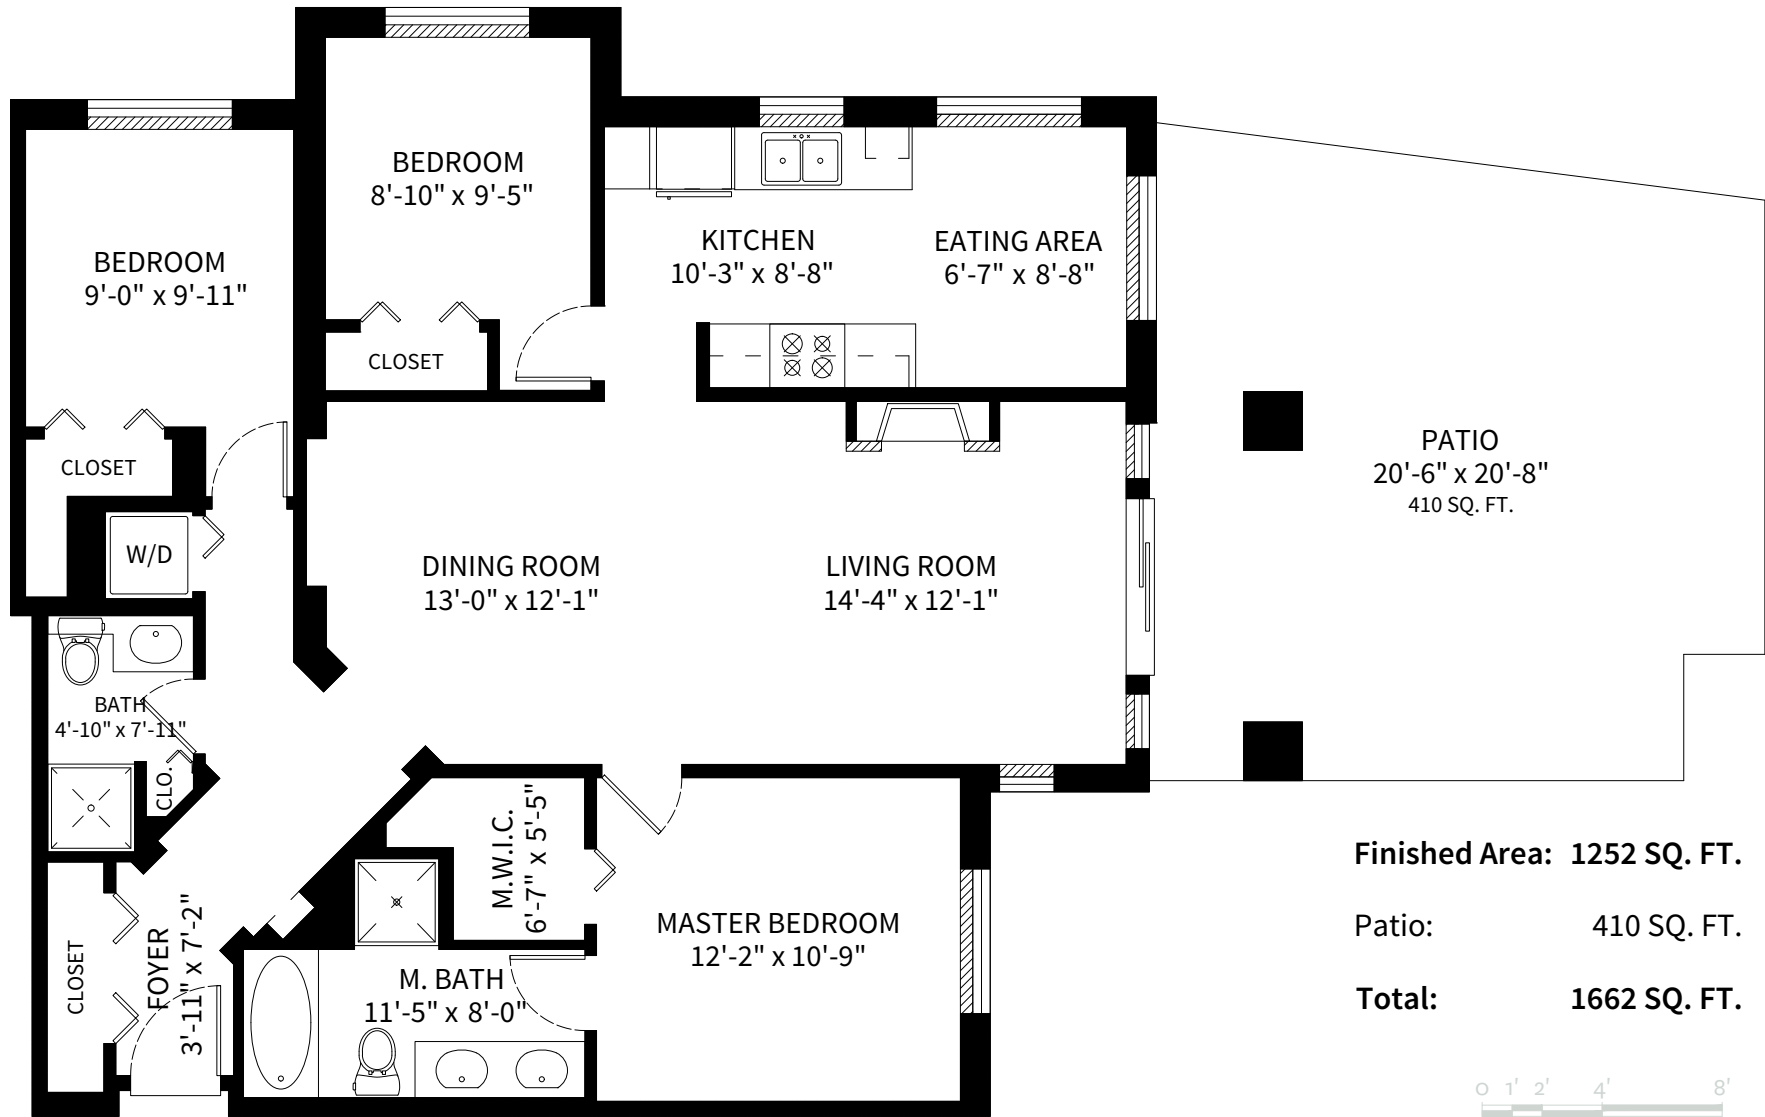 BEDROOM
8'-10" x 9'-5"
BEDROOM
9'-0" x 9'-11"
KITCHEN
10'-3" x 8'-8"
EATING AREA
6'-7" x 8'-8"
CLOSET
CLOSET
W/D
PATIO
20'-6" x 20'-8"
410 SQ. FT.
DINING ROOM
13'-0" x 12'-1"
LIVING ROOM
14'-4" x 12'-1"
BATH
4'-10" x 7'-11"
CLO.
M.W.I.C.
6'-7" x 5'-5"
CLOSET
FOYER
3'-11" x 7'-2"
M. BATH
11'-5" x 8'-0"
MASTER BEDROOM
12'-2" x 10'-9"
Finished Area: 1252 SQ. FT.
Patio: 410 SQ. FT.
Total: 1662 SQ. FT.
0 1' 2' 4' 8'